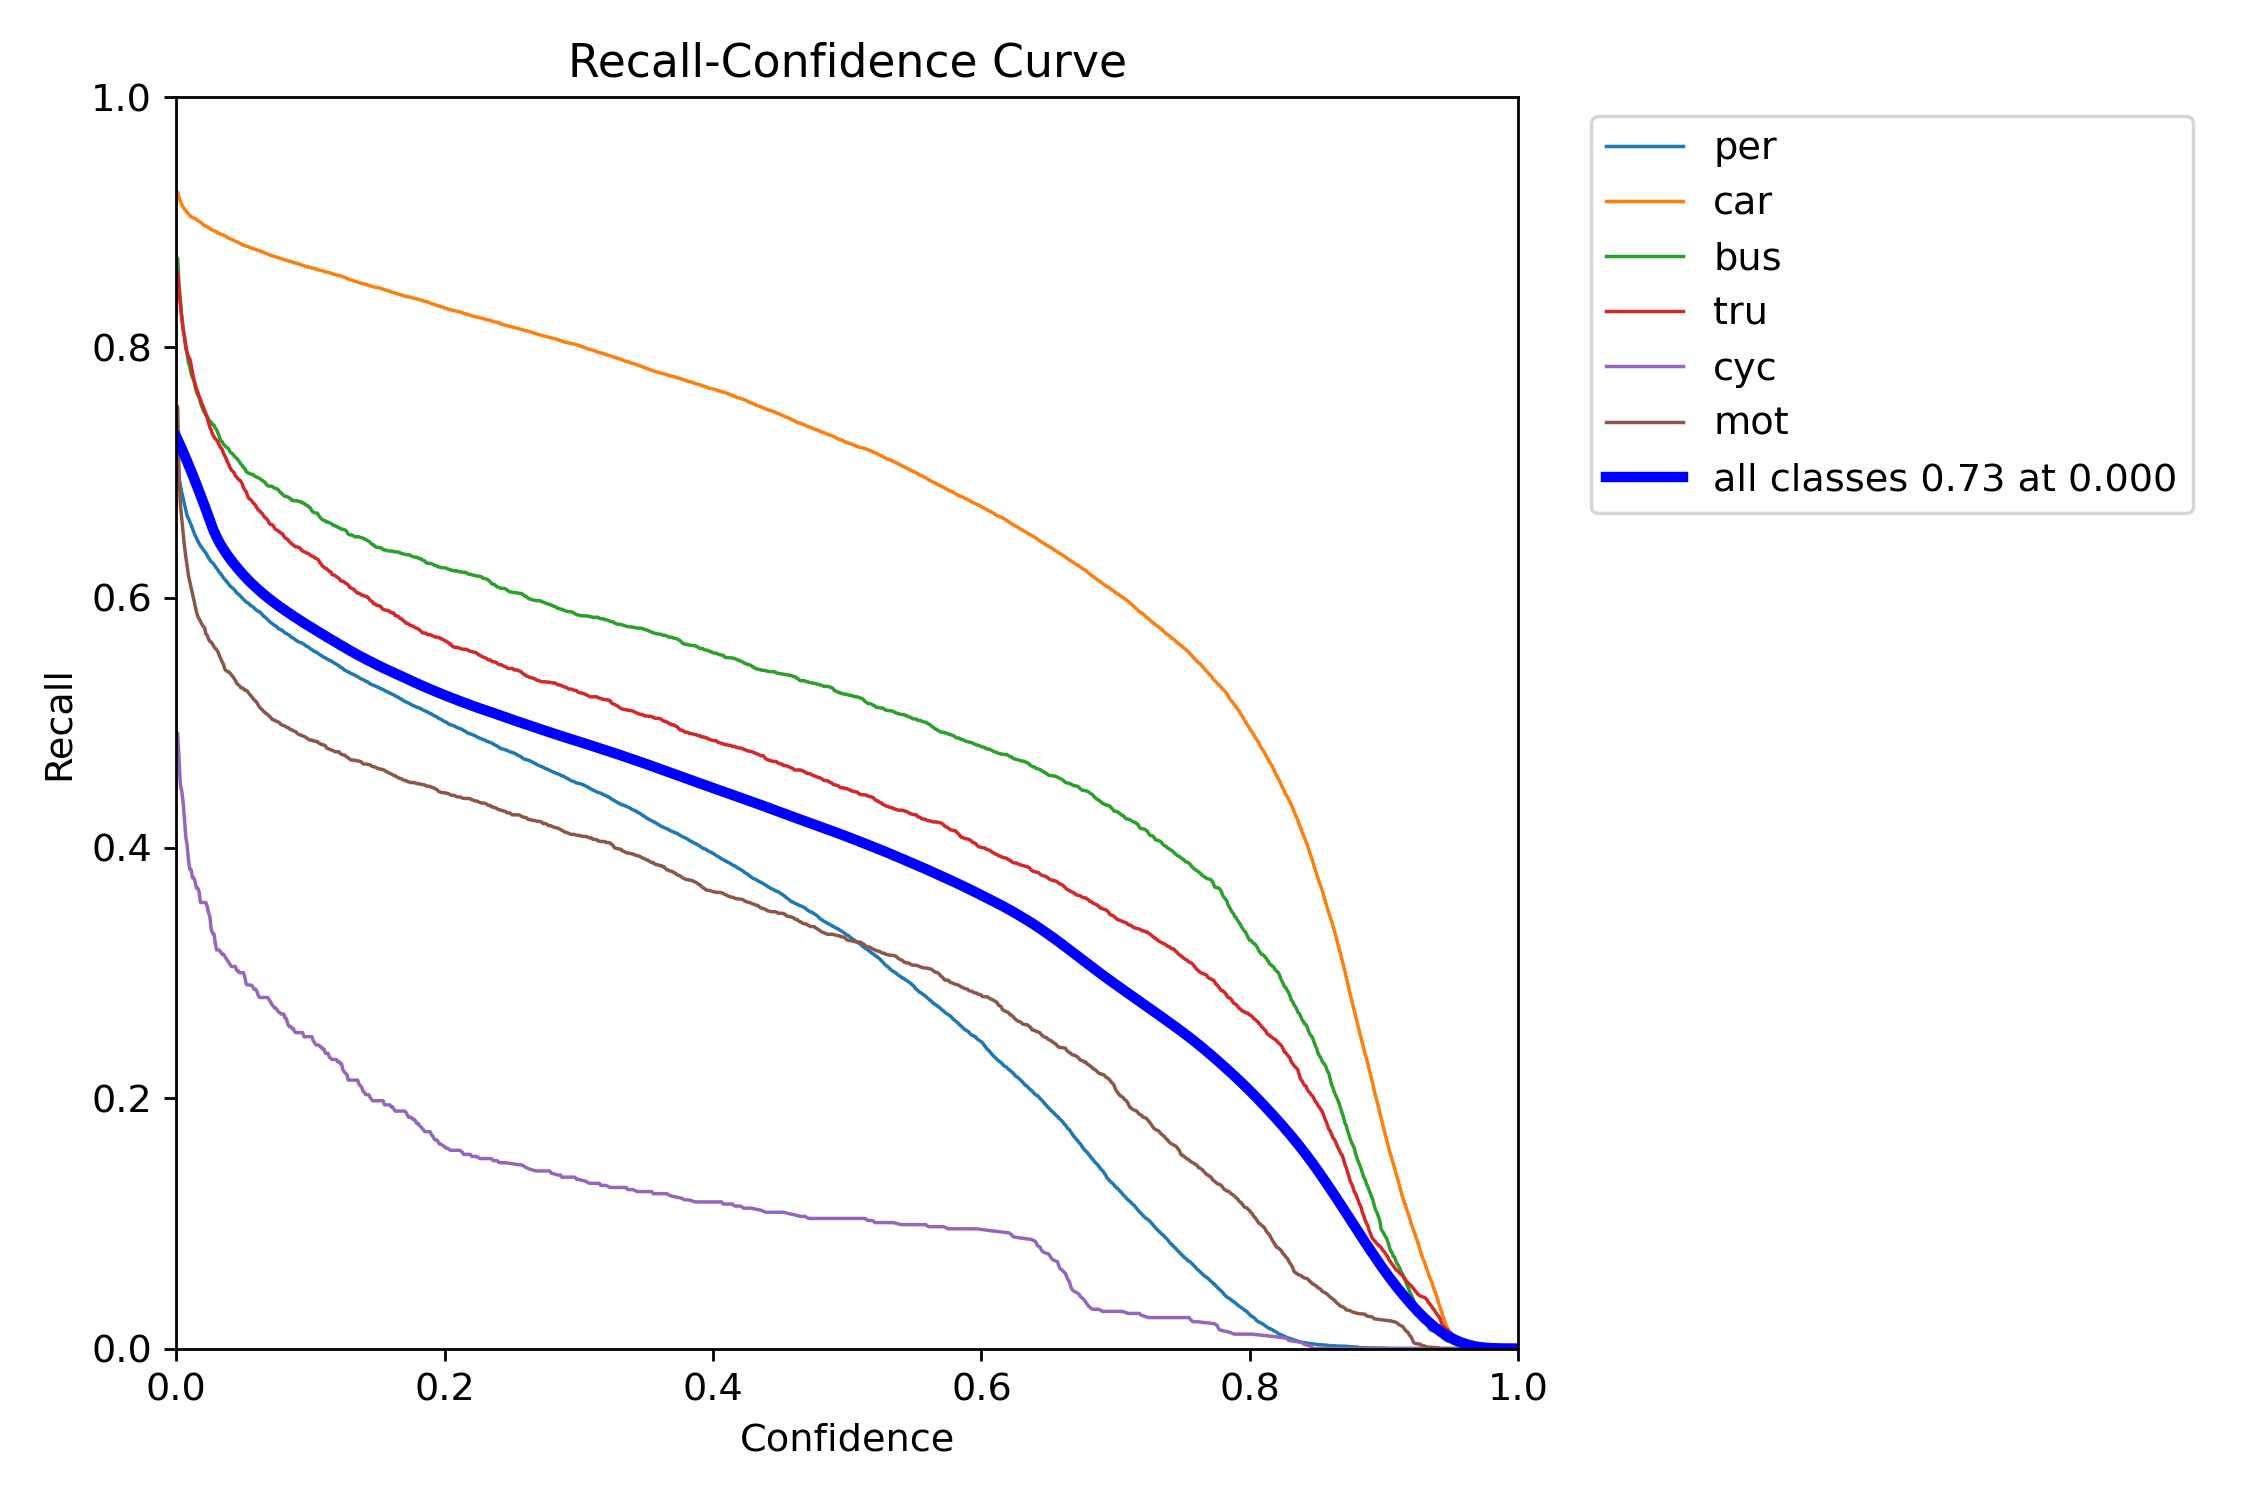 Recall-Confidence Curve
1.0
0.8
0.6
0.4
0.2
0.0
Recall
0.0 0.2 0.4 0.6 0.8 1.0
Confidence
per
car
bus
tru
cyc
mot
all classes 0.73 at 0.000